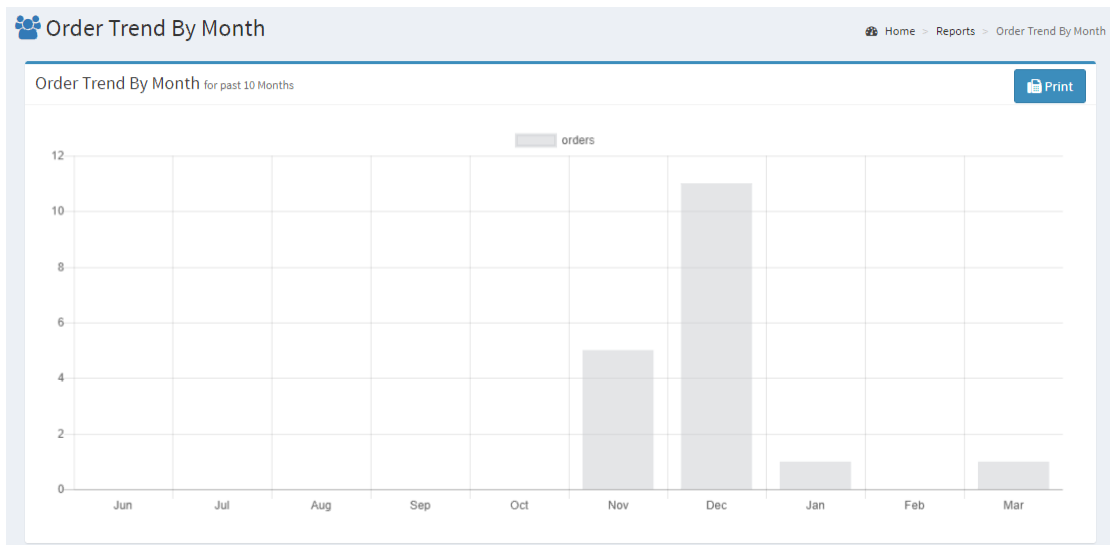 Order Trend By Month
Home > Reports > Order Trend By Month
Order Trend By Month for past 10 Months
Print
orders
12
10
8
6
4
2
0
Jun Jul Aug Sep Oct Nov Dec Jan Feb Mar